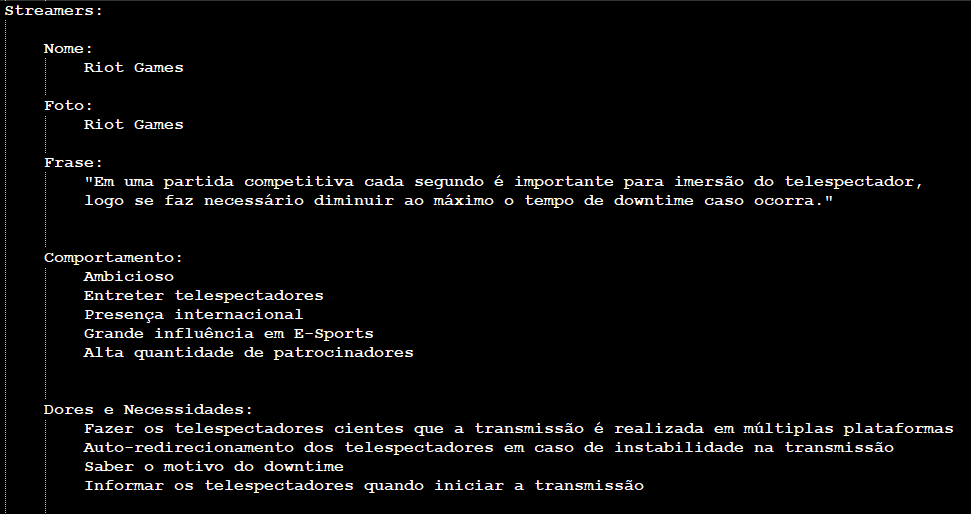 Streamers:
Nome:
Riot Games
Foto:
Riot Games
Frase:
"Em uma partida competitiva cada segundo é importante para imersão do telespectador,
logo se faz necessário diminuir ao máximo o tempo de downtime caso ocorra."
Comportamento:
Ambicioso
Entreter telespectadores
Presença internacional
Grande influência em E-Sports
Alta quantidade de patrocinadores
Dores e Necessidades:
Fazer os telespectadores cientes que a transmissão é realizada em múltiplas plataformas
Auto-redirecionamento dos telespectadores em caso de instabilidade na transmissão
Saber o motivo do downtime
Informar os telespectadores quando iniciar a transmissão